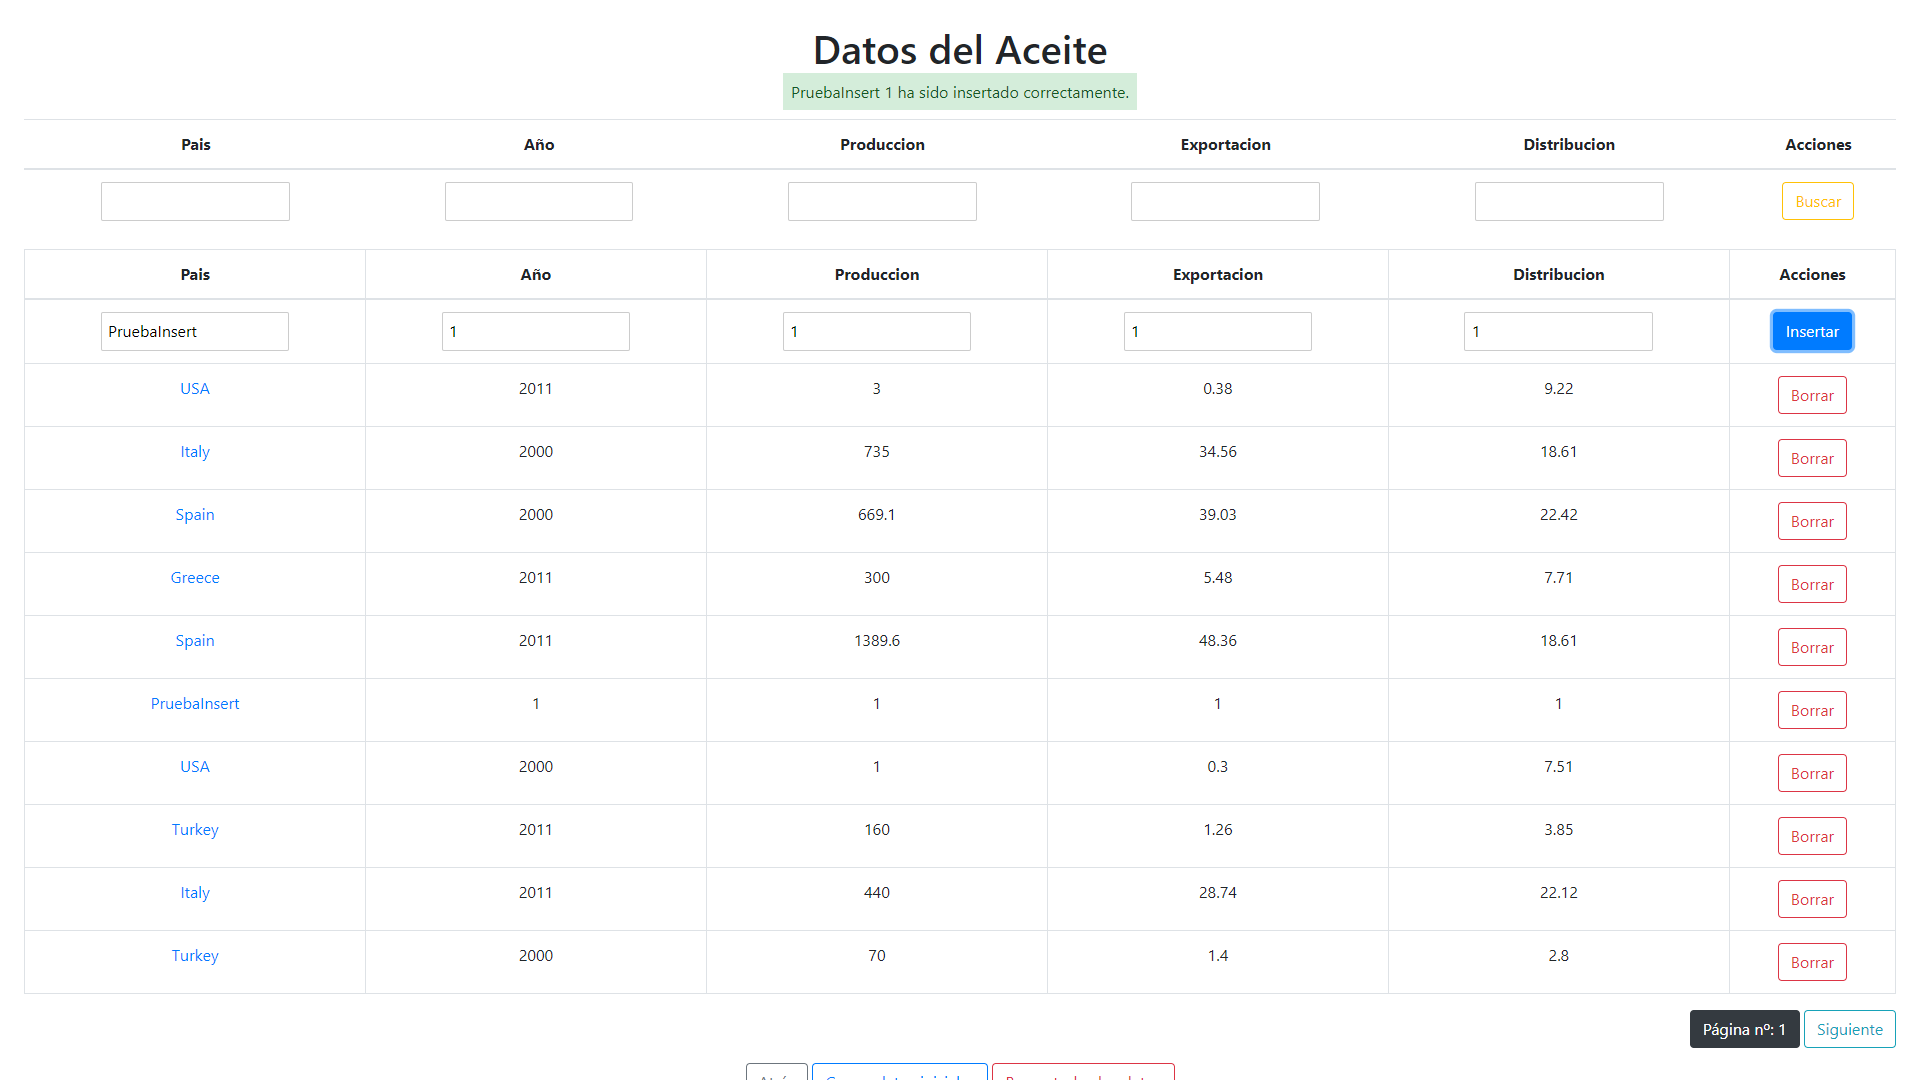 Datos del Aceite
PruebaInsert 1 ha sido insertado correctamente.
Pais Año Produccion Exportacion Distribucion Acciones
Buscar
Pais Año Produccion Exportacion Distribucion Acciones
PruebaInsert 1 1 1 1 Insertar
USA 2011 3 0.38 9.22 Borrar
Italy 2000 735 34.56 18.61 Borrar
Spain 2000 669.1 39.03 22.42 Borrar
Greece 2011 300 5.48 7.71 Borrar
Spain 2011 1389.6 48.36 18.61 Borrar
PruebaInsert 1 1 1 1 Borrar
USA 2000 1 0.3 7.51 Borrar
Turkey 2011 160 1.26 3.85 Borrar
Italy 2011 440 28.74 22.12 Borrar
Turkey 2000 70 1.4 2.8 Borrar
Página nº: 1 Siguiente